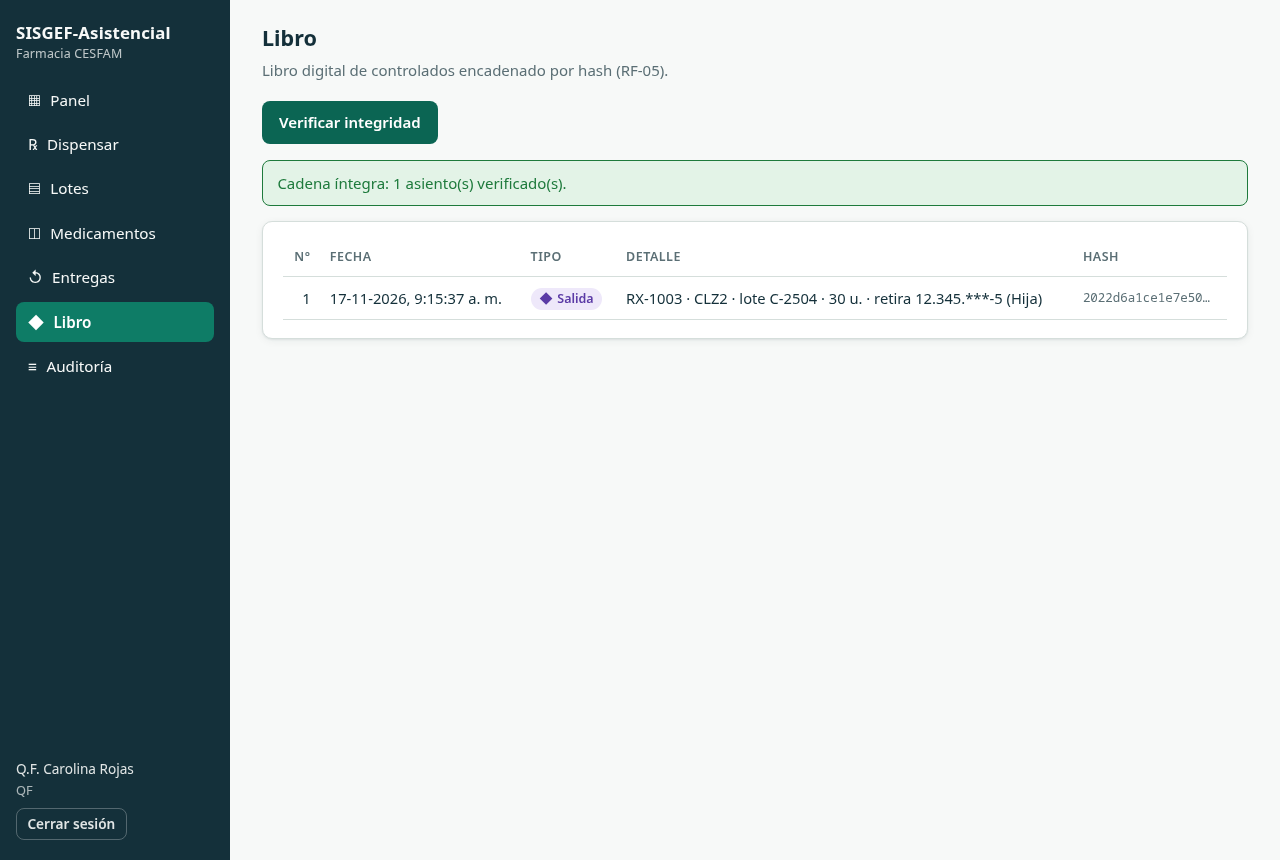 SISGEF-Asistencial
Farmacia CESFAM
Panel
℞ Dispensar
Lotes
Medicamentos
Entregas
Libro
Auditoría
Q.F. Carolina Rojas
QF
Cerrar sesión
Libro
Libro digital de controlados encadenado por hash (RF-05).
Verificar integridad
Cadena íntegra: 1 asiento(s) verificado(s).
N° FECHA TIPO DETALLE HASH
1 17-11-2026, 9:15:37 a. m. ◆ Salida RX-1003 · CLZ2 · lote C-2504 · 30 u. · retira 12.345.***-5 (Hija) 2022d6a1ce1e7e50…